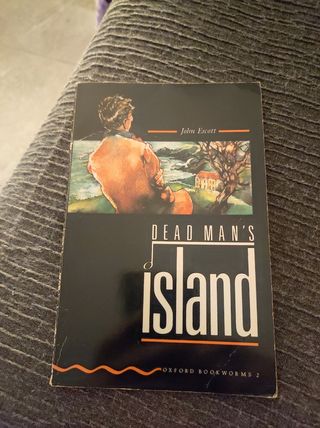 John Escott
DEAD MAN'S
island
OXFORD BOOKWORMS 2